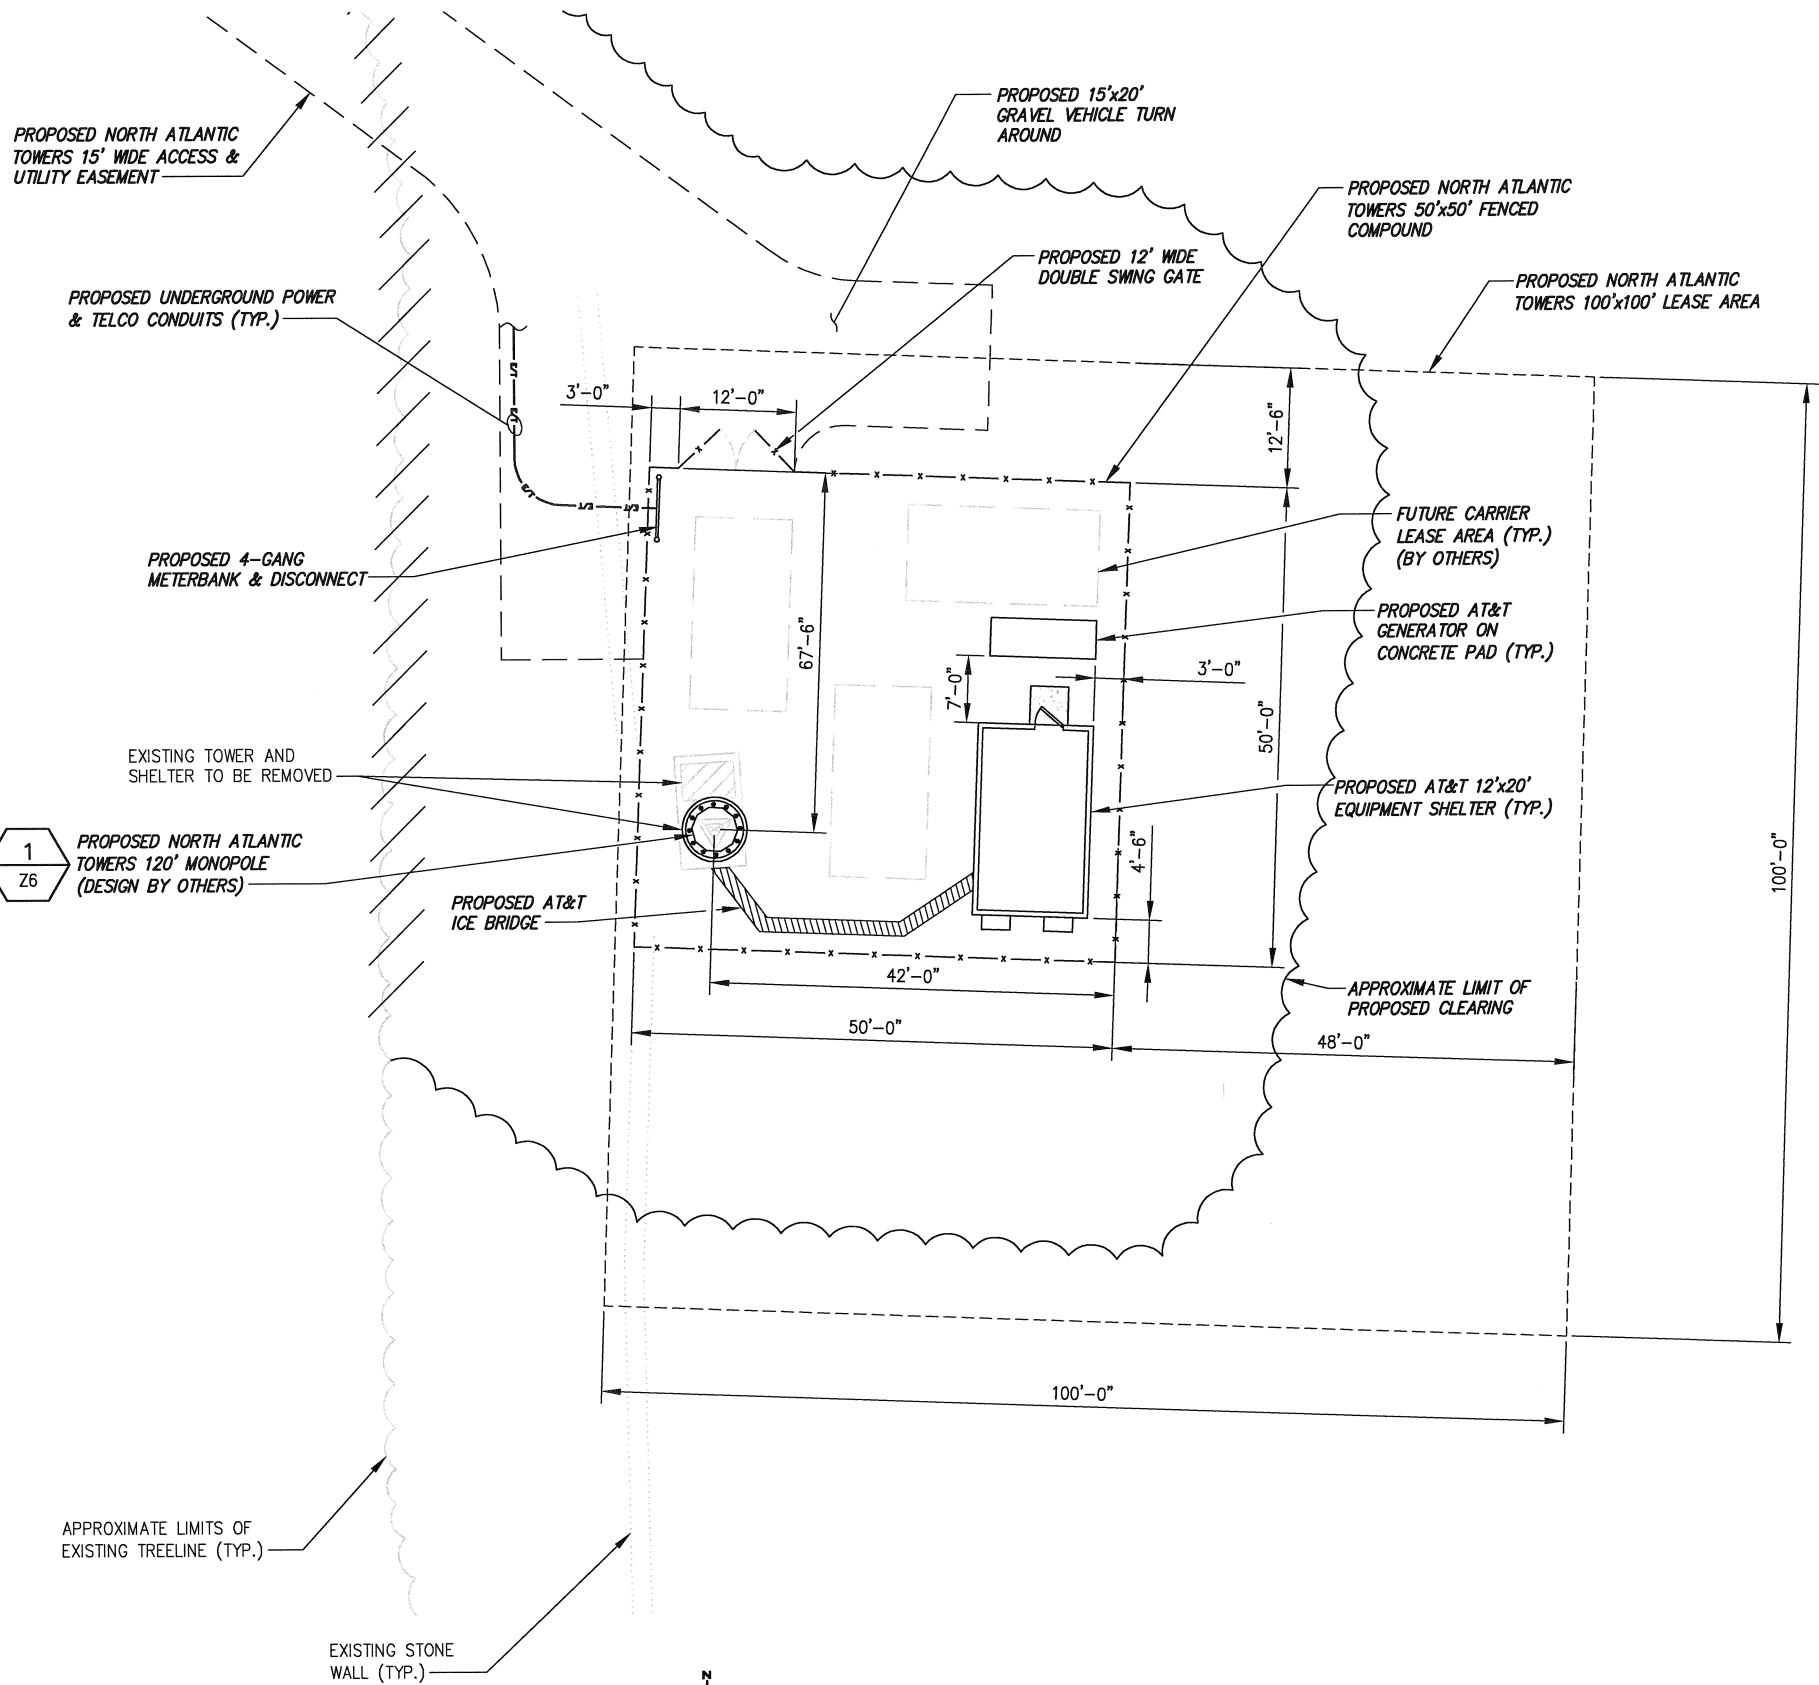 PROPOSED NORTH ATLANTIC
TOWERS 15' WIDE ACCESS &
UTILITY EASEMENT
PROPOSED 15'x20'
GRAVEL VEHICLE TURN
AROUND
PROPOSED NORTH ATLANTIC
TOWERS 50'x50' FENCED
COMPOUND
PROPOSED 12' WIDE
DOUBLE SWING GATE
PROPOSED NORTH ATLANTIC
TOWERS 100'x100' LEASE AREA
PROPOSED UNDERGROUND POWER
& TELCO CONDUITS (TYP.)
E/T
E/T
E/T
E/T
E/T
3'-0"
12'-0"
12'-6"
PROPOSED 4-GANG
METERBANK & DISCONNECT
FUTURE CARRIER
LEASE AREA (TYP.)
(BY OTHERS)
PROPOSED AT&T
GENERATOR ON
CONCRETE PAD (TYP.)
67'-6"
7'-0"
3'-0"
50'-0"
EXISTING TOWER AND
SHELTER TO BE REMOVED
PROPOSED AT&T 12'x20'
EQUIPMENT SHELTER (TYP.)
1
Z6
PROPOSED NORTH ATLANTIC
TOWERS 120' MONOPOLE
(DESIGN BY OTHERS)
4'-6"
100'-0"
PROPOSED AT&T
ICE BRIDGE
42'-0"
APPROXIMATE LIMIT OF
PROPOSED CLEARING
50'-0"
48'-0"
100'-0"
APPROXIMATE LIMITS OF
EXISTING TREELINE (TYP.)
EXISTING STONE
WALL (TYP.)
N